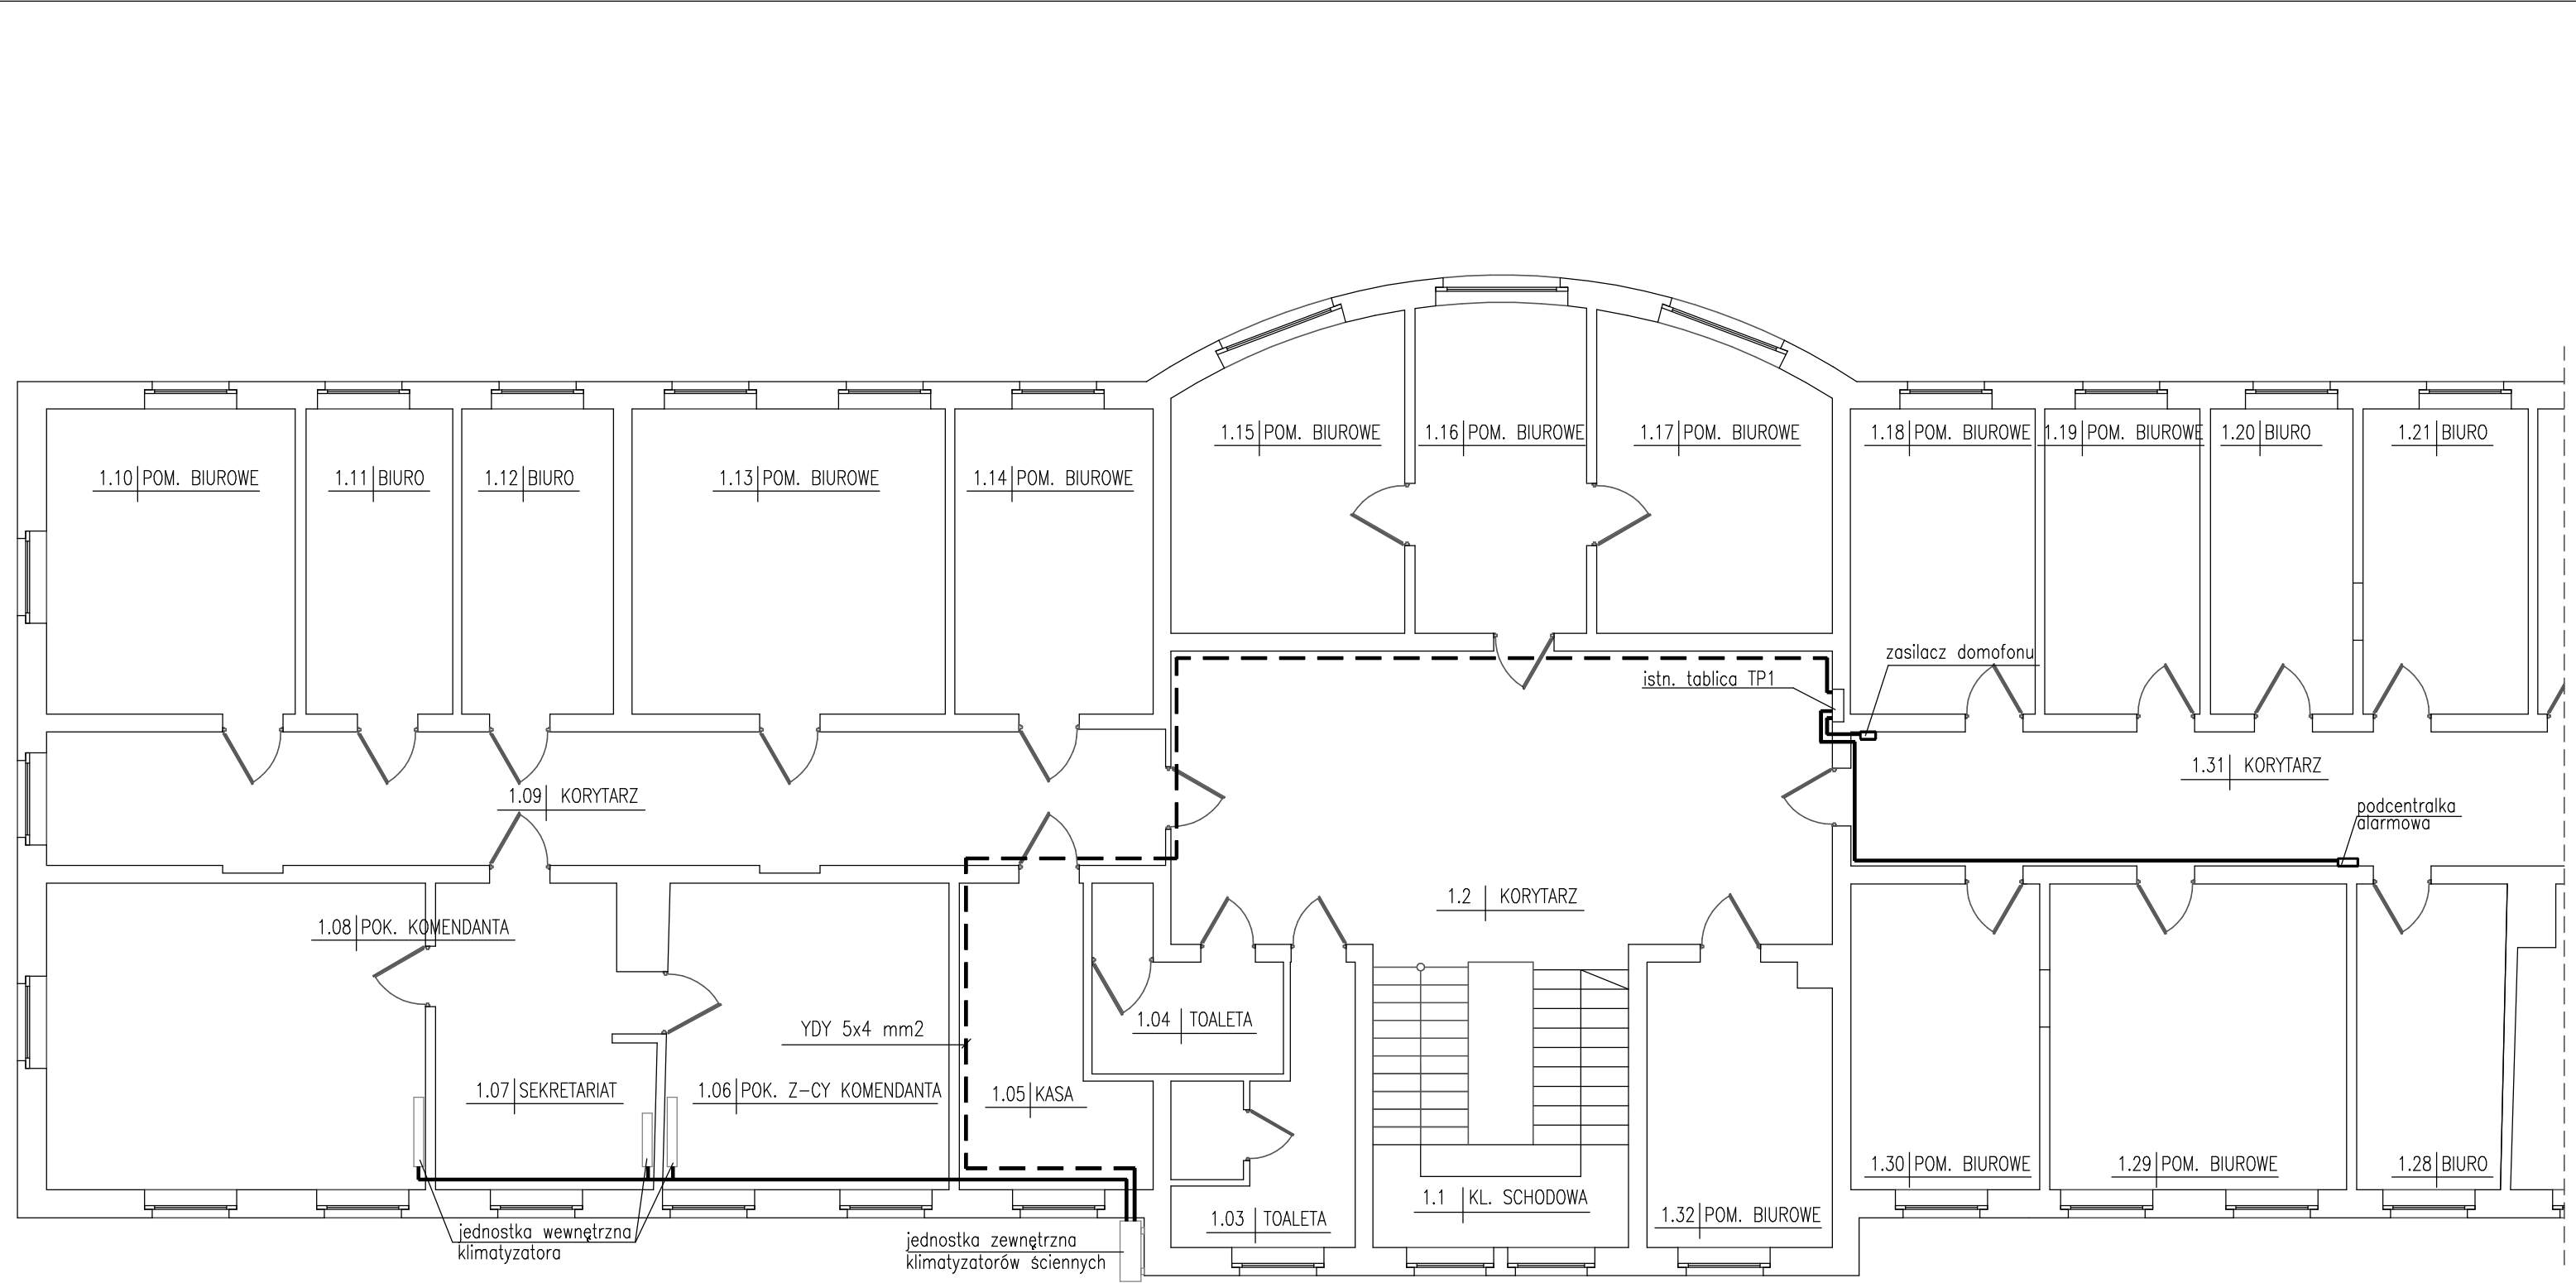 1.15 POM. BIUROWE
1.16 POM. BIUROWE
1.17 POM. BIUROWE
1.18 POM. BIUROWE
1.19 POM. BIUROWE
1.20 BIURO
1.21 BIURO
1.10 POM. BIUROWE
1.11 BIURO
1.12 BIURO
1.13 POM. BIUROWE
1.14 POM. BIUROWE
zasilacz domofonu
istn. tablica TP1
1.31 KORYTARZ
1.09 KORYTARZ
podcentralka
alarmowa
1.2 KORYTARZ
1.08 POK. KOMENDANTA
YDY 5x4 mm2
1.04 TOALETA
1.07 SEKRETARIAT
1.06 POK. Z-CY KOMENDANTA
1.05 KASA
1.30 POM. BIUROWE
1.29 POM. BIUROWE
1.28 BIURO
1.1 KL. SCHODOWA
1.03 TOALETA
1.32 POM. BIUROWE
jednostka wewnętrzna
klimatyzatora
jednostka zewnętrzna
klimatyzatorów ściennych